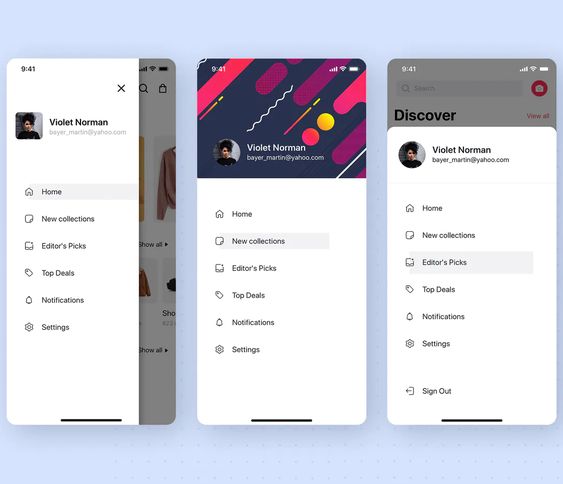 9:41
Violet Norman
bayer_martin@yahoo.com
Home
New collections
Editor's Picks
Top Deals
Notifications
Settings
Show all
Sho
Show all
9:41
Violet Norman
bayer_martin@yahoo.com
Home
New collections
Editor's Picks
Top Deals
Notifications
Settings
9:41
Search
Discover
View all
Violet Norman
bayer_martin@yahoo.com
Home
New collections
Editor's Picks
Top Deals
Notifications
Settings
Sign Out